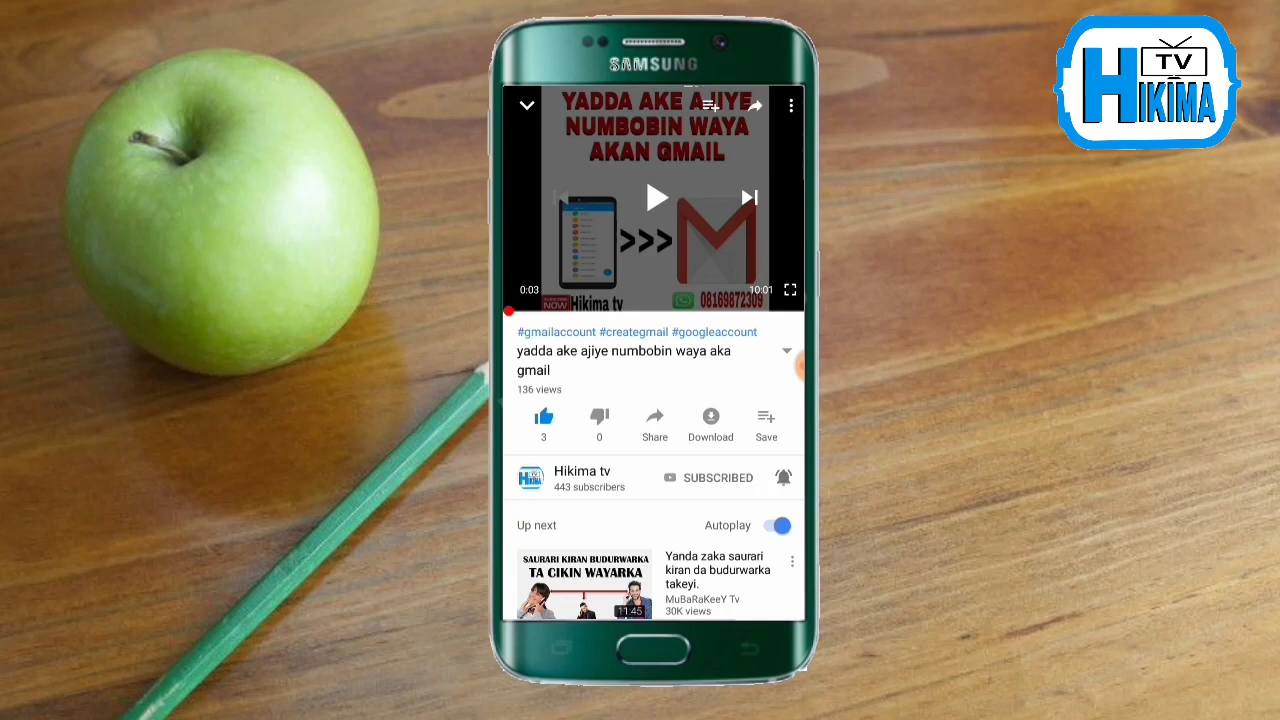 TV
HIKIMA
SAMSUNG
YADDA AKE AJIYE
NUMBOBIN WAYA
AKAN GMAIL
>>>
0:03
10:01
SUBSCRIBE
NOW
Hikima tv
08169872309
#gmailaccount #creategmail #googleaccount
yadda ake ajiye numbobin waya aka
gmail
136 views
3
0
Share
Download
Save
Hikima tv
443 subscribers
SUBSCRIBED
Up next
Autoplay
SAURARI KIRAN BUDURWARKA
TA CIKIN WAYARKA
11:45
Yanda zaka saurari
kiran da budurwarka
takeyi.
MuBaRaKeeY Tv
30K views